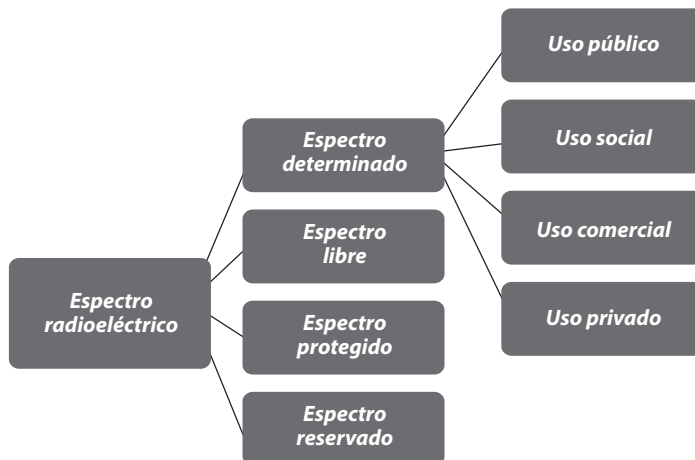 Espectro
radioeléctrico
Espectro
determinado
Espectro
libre
Espectro
protegido
Espectro
reservado
Uso público
Uso social
Uso comercial
Uso privado